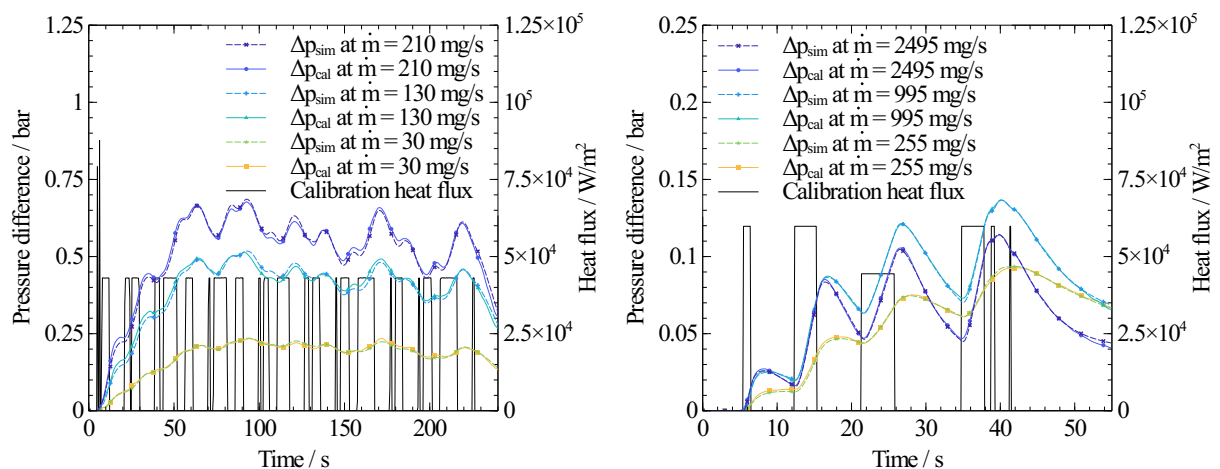 1.25
1
0.75
0.5
0.25
0
Pressure difference / bar
Δpsim at ṁ = 210 mg/s
Δpcal at ṁ = 210 mg/s
Δpsim at ṁ = 130 mg/s
Δpcal at ṁ = 130 mg/s
Δpsim at ṁ = 30 mg/s
Δpcal at ṁ = 30 mg/s
Calibration heat flux
1.25×10⁵
10⁵
7.5×10⁴
5×10⁴
2.5×10⁴
0
Heat flux / W/m²
0 50 100 150 200
Time / s
0.25
0.2
0.15
0.1
0.05
0
Pressure difference / bar
Δpsim at ṁ = 2495 mg/s
Δpcal at ṁ = 2495 mg/s
Δpsim at ṁ = 995 mg/s
Δpcal at ṁ = 995 mg/s
Δpsim at ṁ = 255 mg/s
Δpcal at ṁ = 255 mg/s
Calibration heat flux
1.25×10⁵
10⁵
7.5×10⁴
5×10⁴
2.5×10⁴
0
Heat flux / W/m²
0 10 20 30 40 50
Time / s